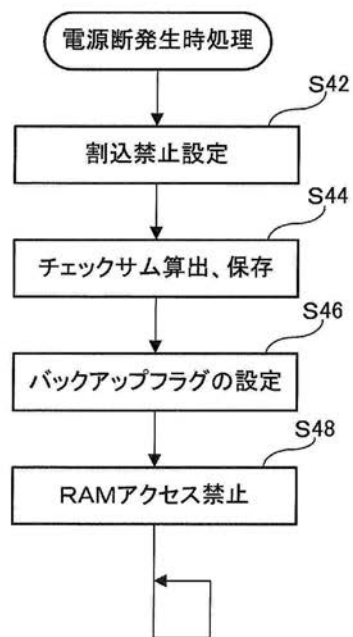 電源断発生時処理
S42
割込禁止設定
S44
チェックサム算出、保存
S46
バックアップフラグの設定
S48
RAMアクセス禁止